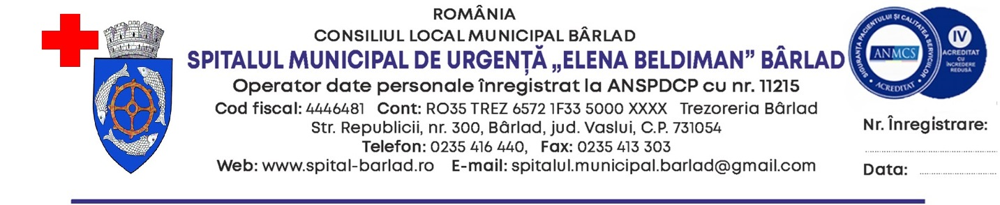 ROMÂNIA
CONSILIUL LOCAL MUNICIPAL BÂRLAD
SPITALUL MUNICIPAL DE URGENȚĂ „ELENA BELDIMAN” BÂRLAD
Operator date personale înregistrat la ANSPDCP cu nr. 11215
Cod fiscal: 4446481 Cont: RO35 TREZ 6572 1F33 5000 XXXX Trezoreria Bârlad
Str. Republicii, nr. 300, Bârlad, jud. Vaslui, C.P. 731054
Telefon: 0235 416 440, Fax: 0235 413 303
Web: www.spital-barlad.ro E-mail: spitalul.municipal.barlad@gmail.com
SIGURANȚA PACIENTULUI ȘI CALITATEA SERVICIILOR
ANMCS
ACREDITAT
IV
ACREDITAT
CU
ÎNCREDERE
REDUSĂ
Nr. Înregistrare:
Data: